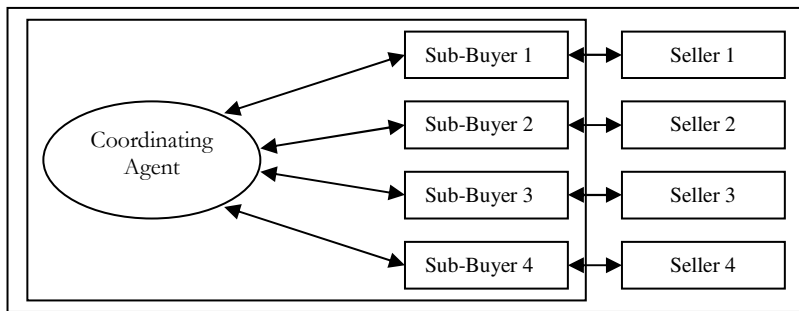 Sub-Buyer 1
Seller 1
Coordinating
Agent
Sub-Buyer 2
Seller 2
Sub-Buyer 3
Seller 3
Sub-Buyer 4
Seller 4